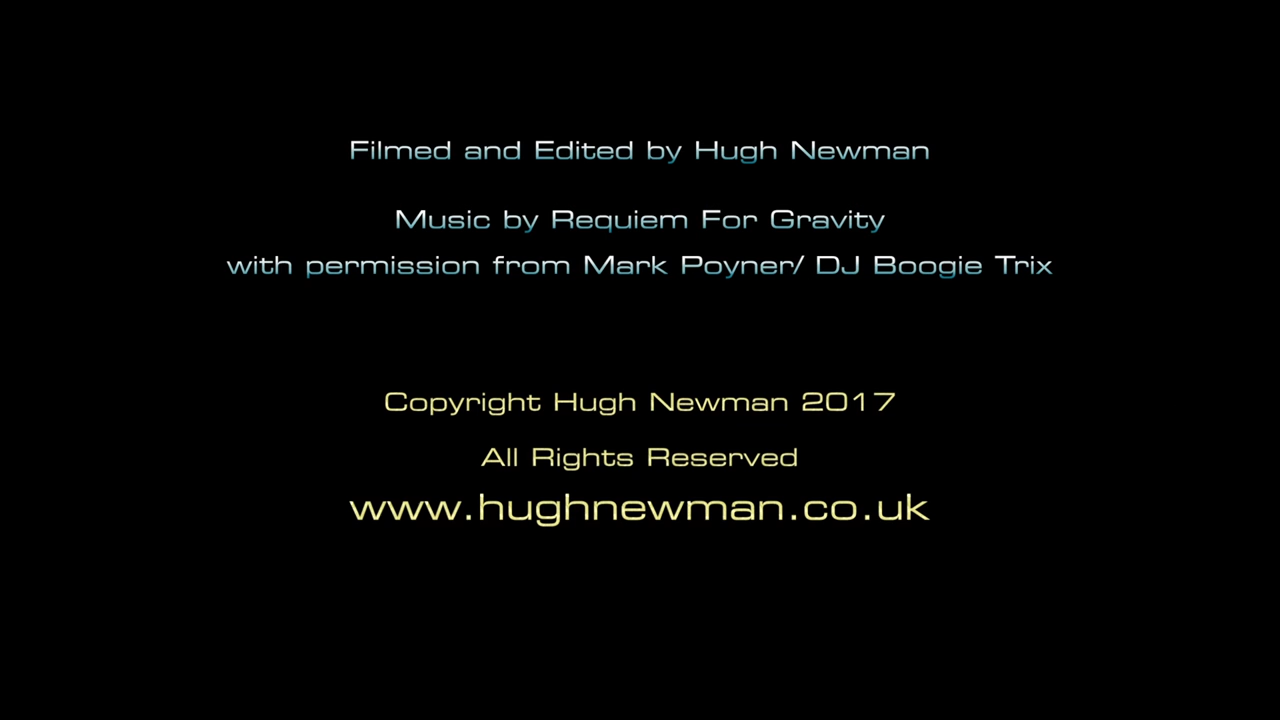 Filmed and Edited by Hugh Newman
Music by Requiem For Gravity
with permission from Mark Poyner/ DJ Boogie Trix
Copyright Hugh Newman 2017
All Rights Reserved
www.hughnewman.co.uk